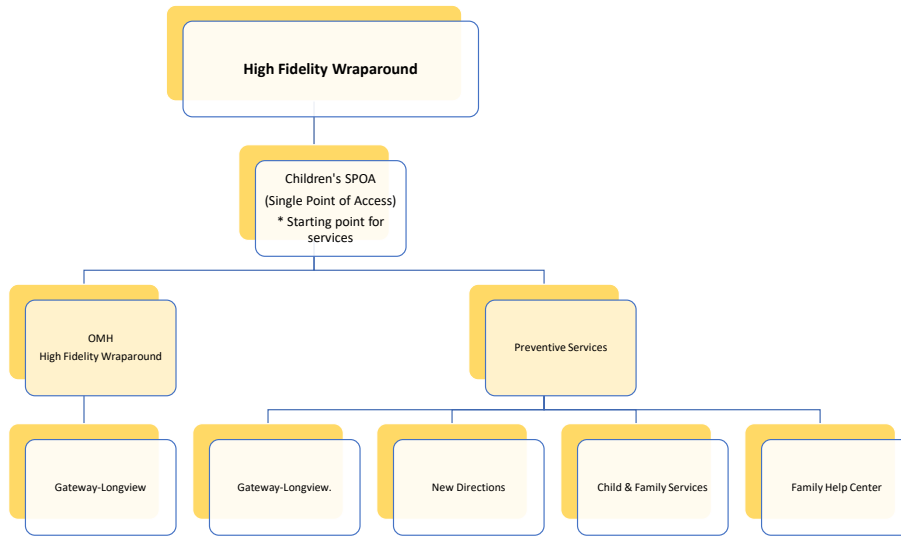 High Fidelity Wraparound
Children's SPOA
(Single Point of Access)
* Starting point for
services
OMH
High Fidelity Wraparound
Preventive Services
Gateway-Longview
Gateway-Longview.
New Directions
Child & Family Services
Family Help Center